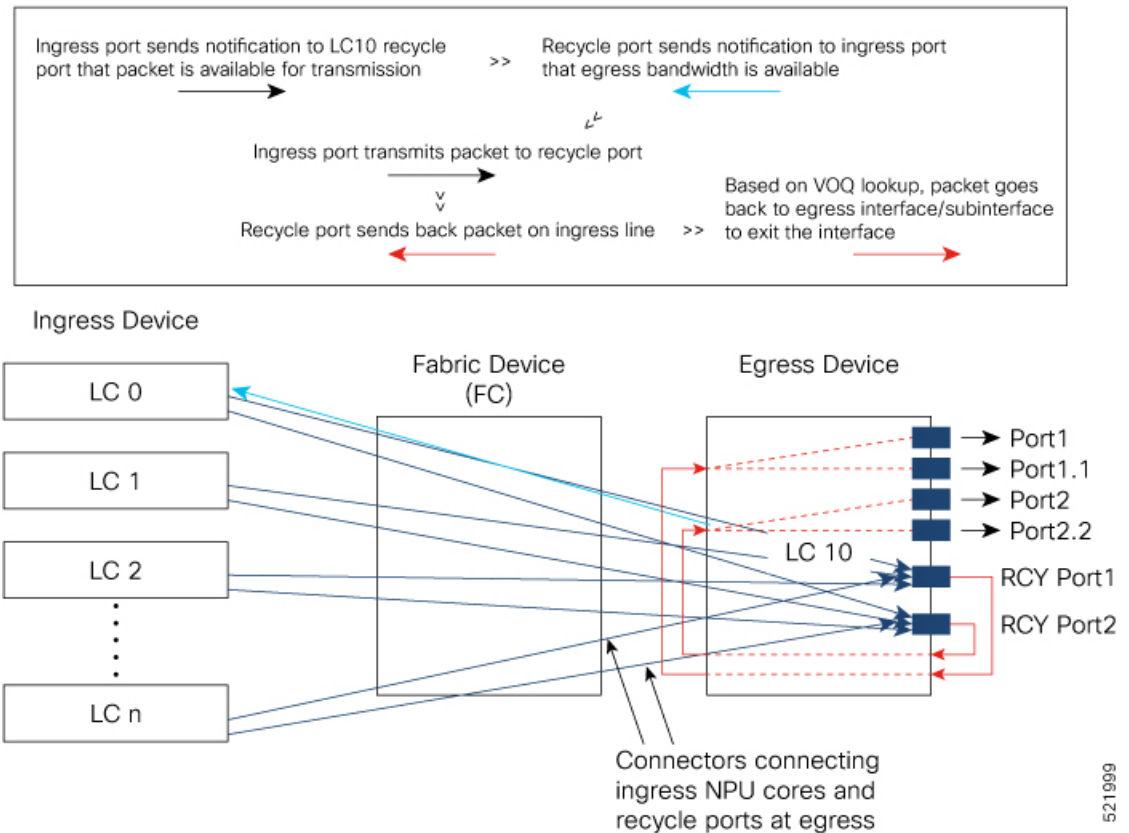 Ingress port sends notification to LC10 recycle
port that packet is available for transmission
>>
Recycle port sends notification to ingress port
that egress bandwidth is available
>>
Ingress port transmits packet to recycle port
>>
Recycle port sends back packet on ingress line
>>
Based on VOQ lookup, packet goes
back to egress interface/subinterface
to exit the interface
Ingress Device
Fabric Device
(FC)
Egress Device
LC 0
LC 1
LC 2
LC n
LC 10
Port1
Port1.1
Port2
Port2.2
RCY Port1
RCY Port2
Connectors connecting
ingress NPU cores and
recycle ports at egress
521999